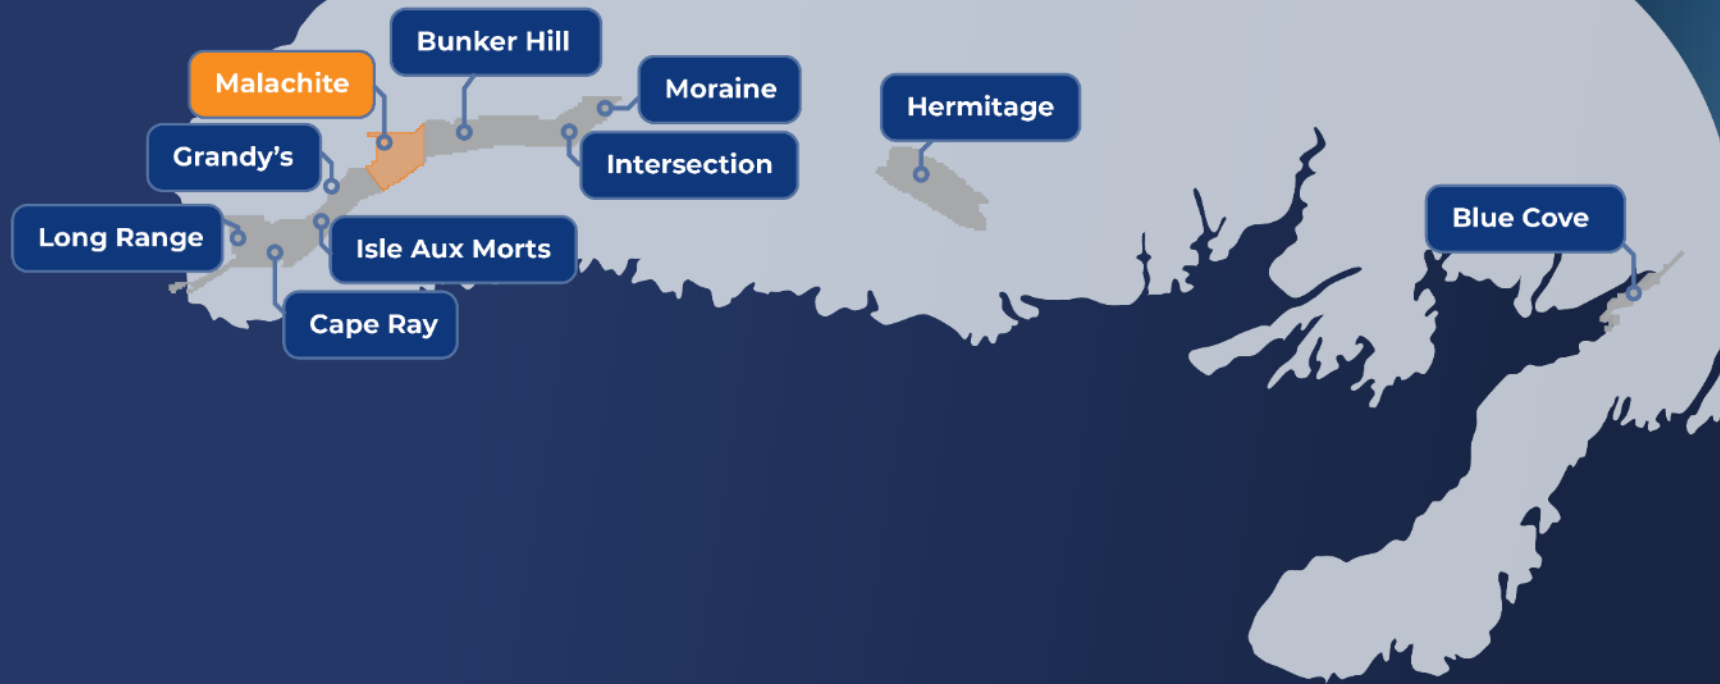 Bunker Hill
Malachite
Moraine
Hermitage
Grandy's
Intersection
Long Range
Isle Aux Morts
Blue Cove
Cape Ray